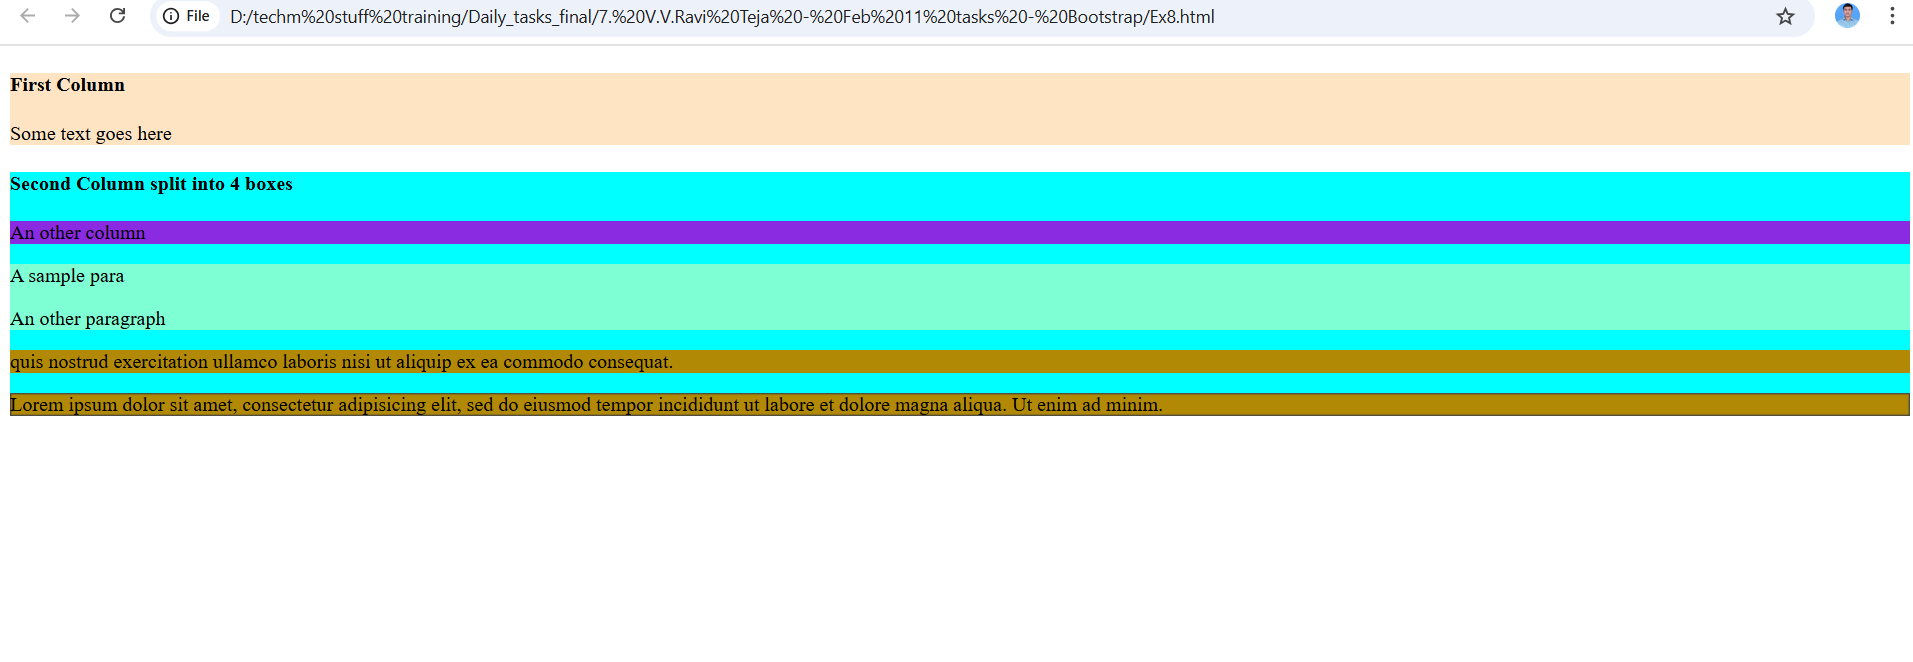 File D:/techm%20stuff%20training/Daily_tasks_final/7.%20V.V.Ravi%20Teja%20-%20Feb%2011%20tasks%20-%20Bootstrap/Ex8.html
First Column
Some text goes here
Second Column split into 4 boxes
An other column
A sample para
An other paragraph
quis nostrud exercitation ullamco laboris nisi ut aliquip ex ea commodo consequat.
Lorem ipsum dolor sit amet, consectetur adipisicing elit, sed do eiusmod tempor incididunt ut labore et dolore magna aliqua. Ut enim ad minim.